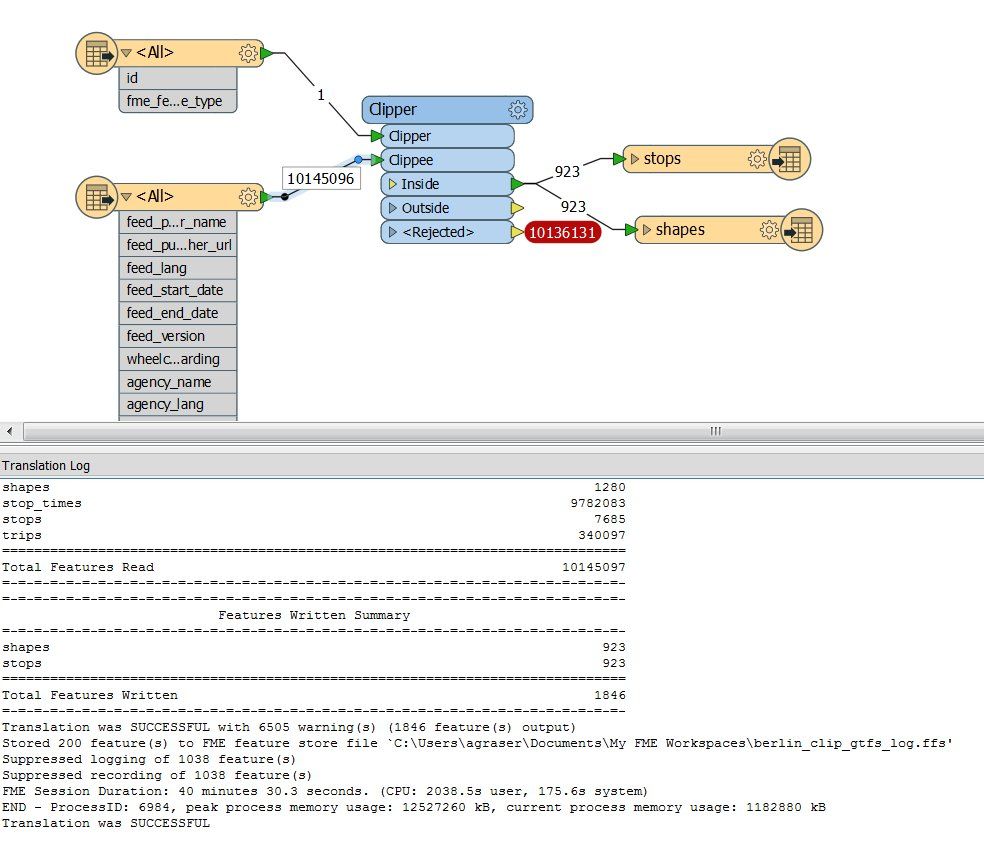 <All>
id
fme_fe...e_type
1
Clipper
Clipper
Clippee
Inside
Outside
<Rejected>
10136131
10145096
923
923
stops
shapes
<All>
feed_p...r_name
feed_pu...her_url
feed_lang
feed_start_date
feed_end_date
feed_version
wheelc...arding
agency_name
agency_lang
Translation Log
shapes 1280
stop_times 9782083
stops 7685
trips 340097
==============================================================================
Total Features Read 10145097
=-=-=-=-=-=-=-=-=-=-=-=-=-=-=-=-=-=-=-=-=-=-=-=-=-=-=-=-=-=-=-=-=-=-=-=-=-=-=-
=-=-=-=-=-=-=-=-=-=-=-=-=-=-=-=-=-=-=-=-=-=-=-=-=-=-=-=-=-=-=-=-=-=-=-=-=-=-=-
Features Written Summary
=-=-=-=-=-=-=-=-=-=-=-=-=-=-=-=-=-=-=-=-=-=-=-=-=-=-=-=-=-=-=-=-=-=-=-=-=-=-=-
shapes 923
stops 923
==============================================================================
Total Features Written 1846
=-=-=-=-=-=-=-=-=-=-=-=-=-=-=-=-=-=-=-=-=-=-=-=-=-=-=-=-=-=-=-=-=-=-=-=-=-=-=-
Translation was SUCCESSFUL with 6505 warning(s) (1846 feature(s) output)
Stored 200 feature(s) to FME feature store file `C:\Users\agraser\Documents\My FME Workspaces\berlin_clip_gtfs_log.ffs'
Suppressed logging of 1038 feature(s)
Suppressed recording of 1038 feature(s)
FME Session Duration: 40 minutes 30.3 seconds. (CPU: 2038.5s user, 175.6s system)
END - ProcessID: 6984, peak process memory usage: 12527260 kB, current process memory usage: 1182880 kB
Translation was SUCCESSFUL